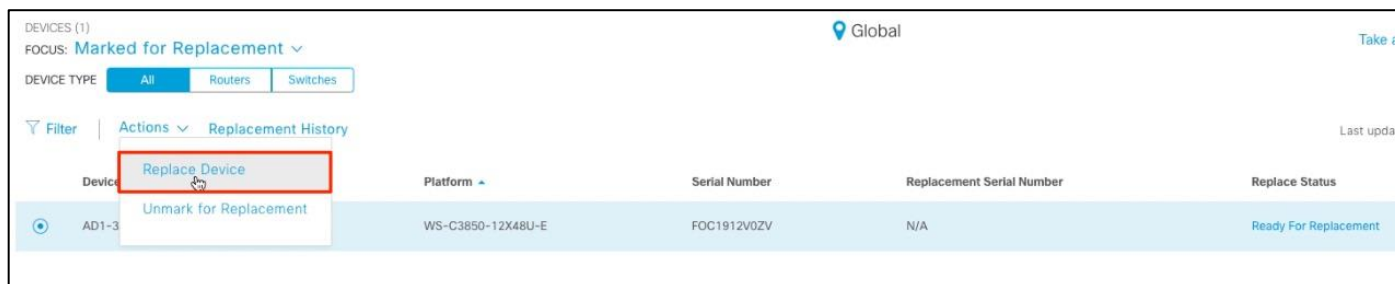 DEVICES (1)
Global
FOCUS: Marked for Replacement
Take a
DEVICE TYPE All Routers Switches
Filter Actions Replacement History
Last upda
Replace Device
Device Platform Serial Number Replacement Serial Number Replace Status
Unmark for Replacement
AD1-3 WS-C3850-12X48U-E FOC1912V0ZV N/A Ready For Replacement